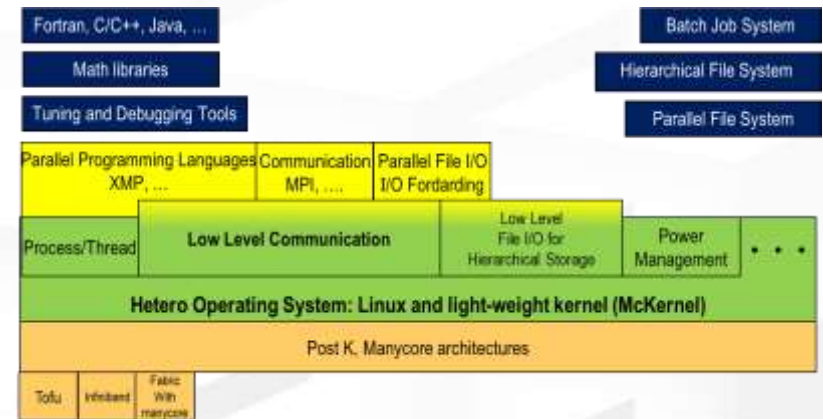 Fortran, C/C++, Java, ...
Batch Job System
Math libraries
Hierarchical File System
Tuning and Debugging Tools
Parallel File System
Parallel Programming Languages
XMP, ...
Communication
MPI, ....
Parallel File I/O
I/O Fordarding
Process/Thread
Low Level Communication
Low Level
File I/O for
Hierarchical Storage
Power
Management
• • •
Hetero Operating System: Linux and light-weight kernel (McKernel)
Post K, Manycore architectures
Tofu
Infiniband
Fabric
With
manycore